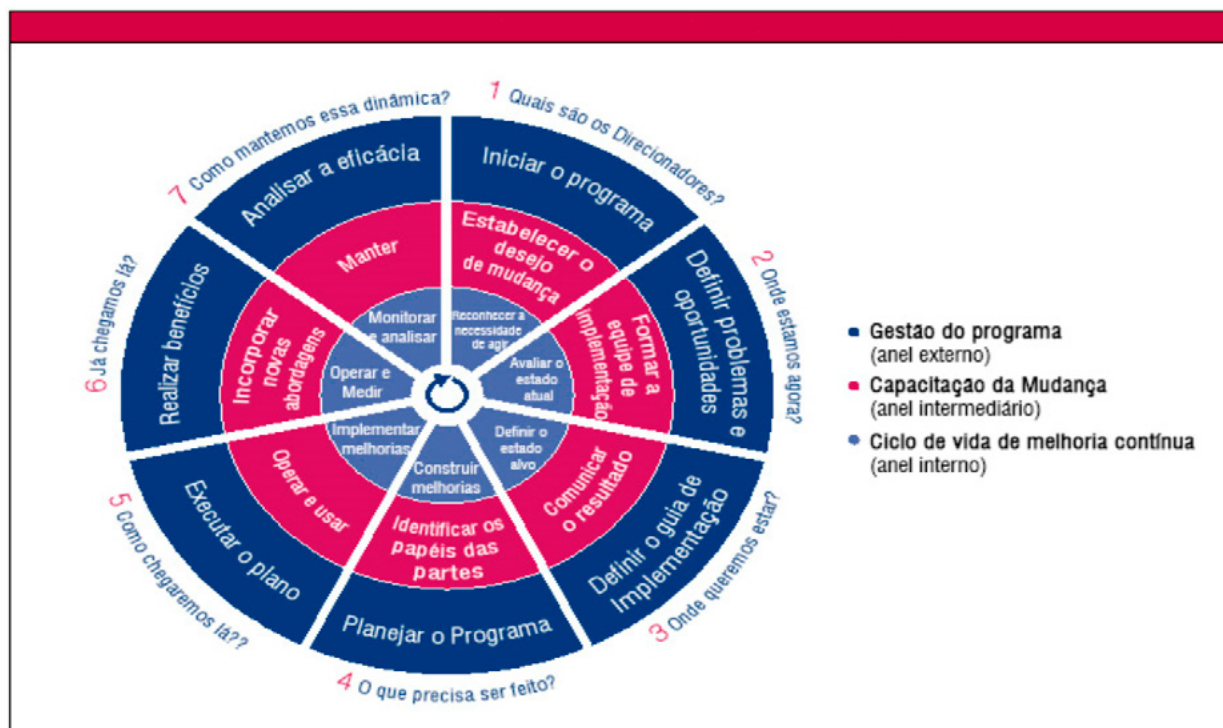 1 Quais são os Direcionadores?
Iniciar o programa
Estabelecer o
desejo
de mudança
Reconhecer a
necessidade
de agir
2 Onde estamos agora?
Definir problemas e
oportunidades
Formar a
equipe de
implementação
Avaliar o
estado
atual
3 Onde queremos estar?
Definir o guia de
Implementação
Comunicar
o resultado
Definir o
estado
alvo
4 O que precisa ser feito?
Planejar o Programa
Identificar os
papéis das
partes
Construir
melhorias
5 Como chegaremos lá??
Executar o plano
Operar e usar
Implementar
melhorias
6 Já chegamos lá?
Realizar benefícios
Incorporar
novas
abordagens
Operar e
Medir
7 Como mantemos essa dinâmica?
Analisar a eficácia
Manter
Monitorar
e analisar
Gestão do programa
(anel externo)
Capacitação da Mudança
(anel intermediário)
Ciclo de vida de melhoria contínua
(anel interno)